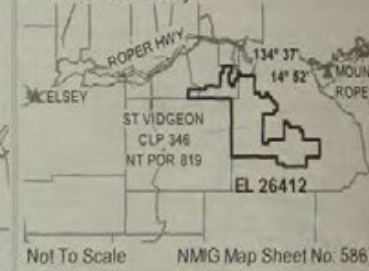 ROPER HWY
134° 37'
14° 52'
MOUN
ROPE
ELSEY
ST VIDGEON
CLP 346
NT POR 819
EL 26412
Not To Scale NMIG Map Sheet No: 586